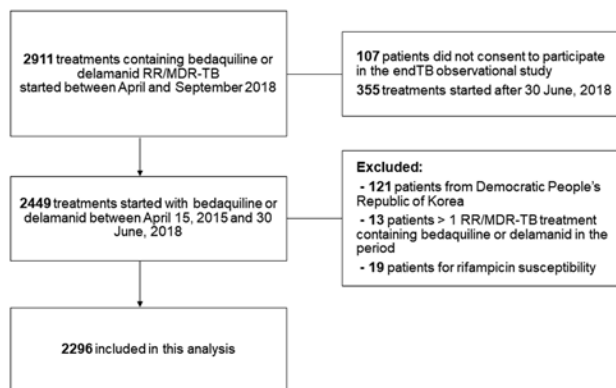 2911 treatments containing bedaquiline or
delamanid RR/MDR-TB
started between April and September 2018
107 patients did not consent to participate
in the endTB observational study
355 treatments started after 30 June, 2018
2449 treatments started with bedaquiline or
delamanid between April 15, 2015 and 30
June, 2018
Excluded:
- 121 patients from Democratic People's
Republic of Korea
- 13 patients > 1 RR/MDR-TB treatment
containing bedaquiline or delamanid in the
period
- 19 patients for rifampicin susceptibility
2296 included in this analysis